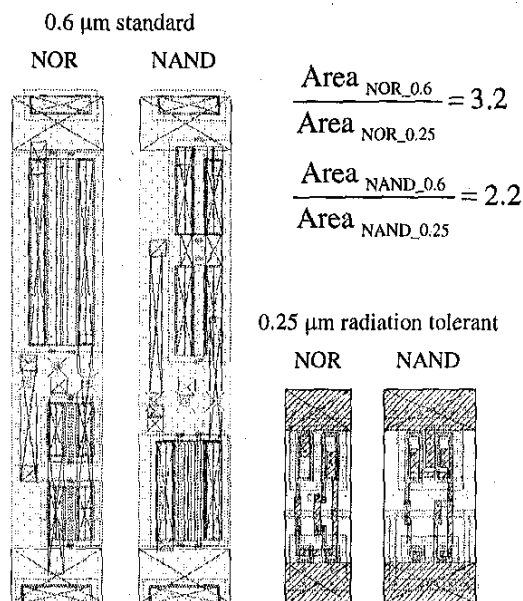 0.6 μm standard
NOR NAND
Area NOR_0.6
Area NOR_0.25
= 3.2
Area NAND_0.6
Area NAND_0.25
= 2.2
0.25 μm radiation tolerant
NOR NAND